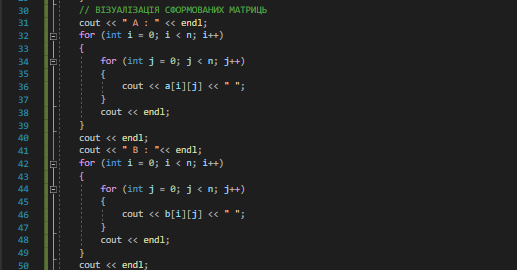 30 // ВІЗУАЛІЗАЦІЯ СФОРМОВАНИХ МАТРИЦЬ
31 cout << " A : " << endl;
32 for (int i = 0; i < n; i++)
33 {
34 for (int j = 0; j < n; j++)
35 {
36 cout << a[i][j] << " ";
37 }
38 cout << endl;
39 }
40 cout << endl;
41 cout << " B : "<< endl;
42 for (int i = 0; i < n; i++)
43 {
44 for (int j = 0; j < n; j++)
45 {
46 cout << b[i][j] << " ";
47 }
48 cout << endl;
49 }
50 cout << endl;